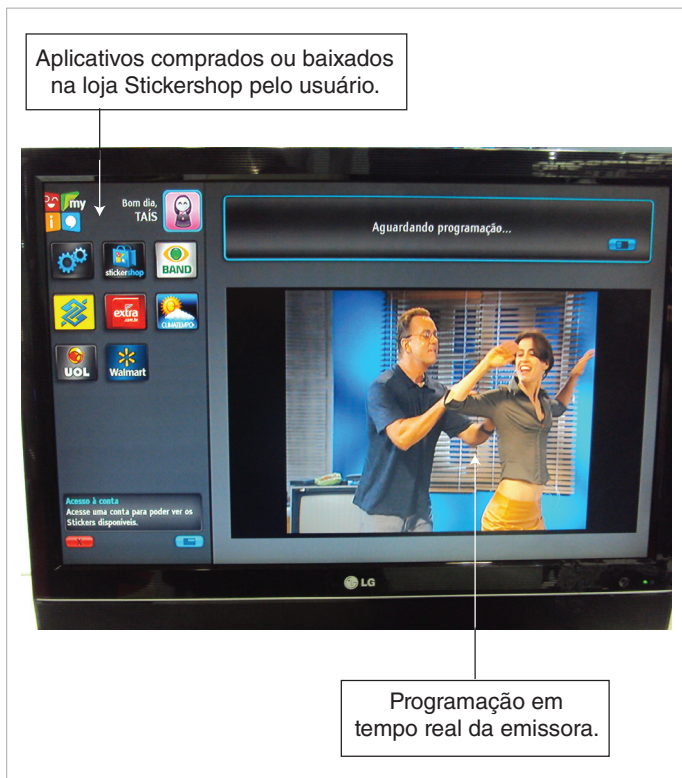 Aplicativos comprados ou baixados
na loja Stickershop pelo usuário.
my
i
Bom dia,
TAÍS
Aguardando programação...
stickershop
BAND
extra
.com.br
CLIMATEMPO
UOL
Walmart
Acesso à conta
Acesse uma conta para poder ver os
Stickers disponíveis.
X
LG
Programação em
tempo real da emissora.